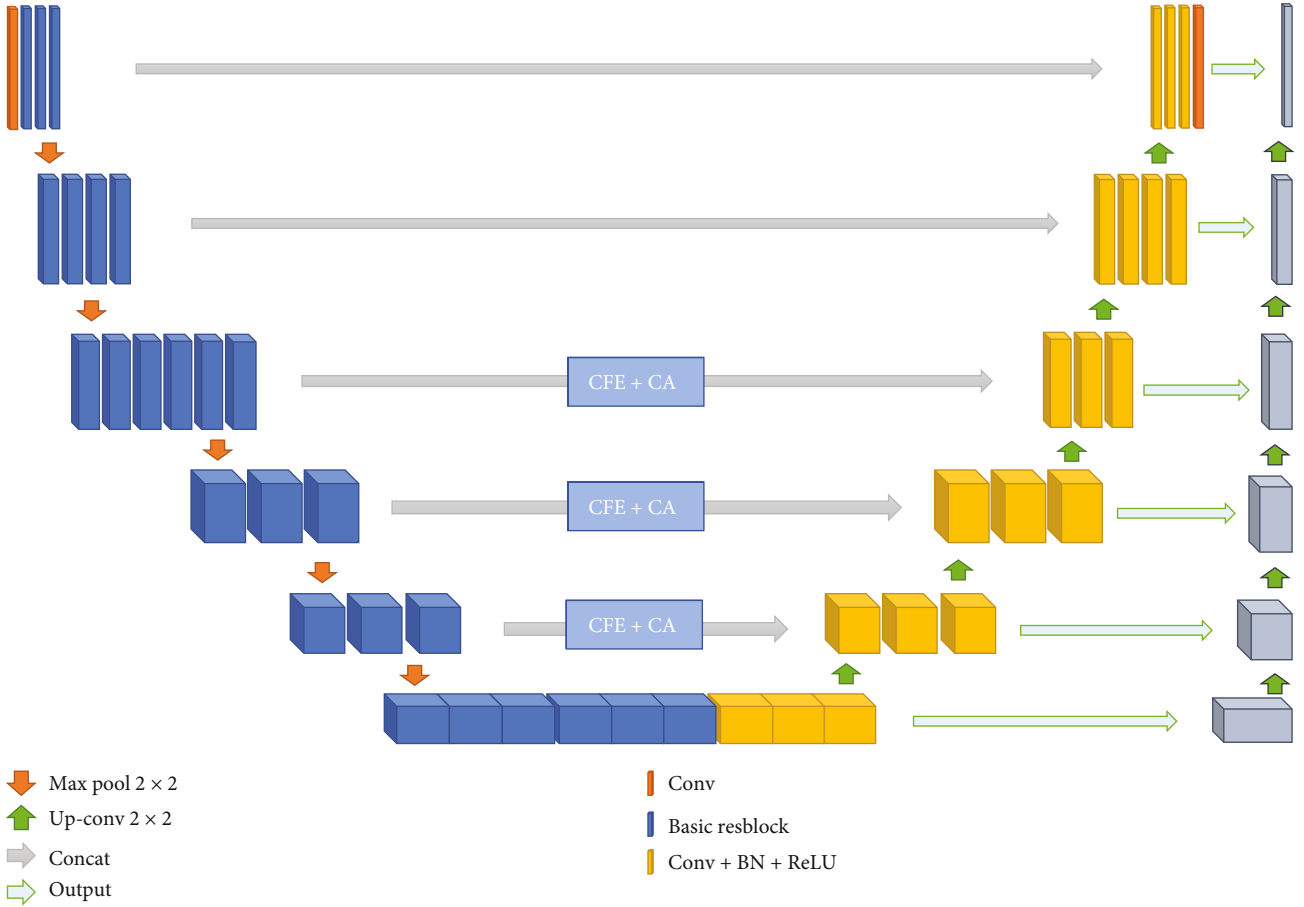 CFE + CA
CFE + CA
CFE + CA
Max pool 2 × 2
Up-conv 2 × 2
Concat
Output
Conv
Basic resblock
Conv + BN + ReLU